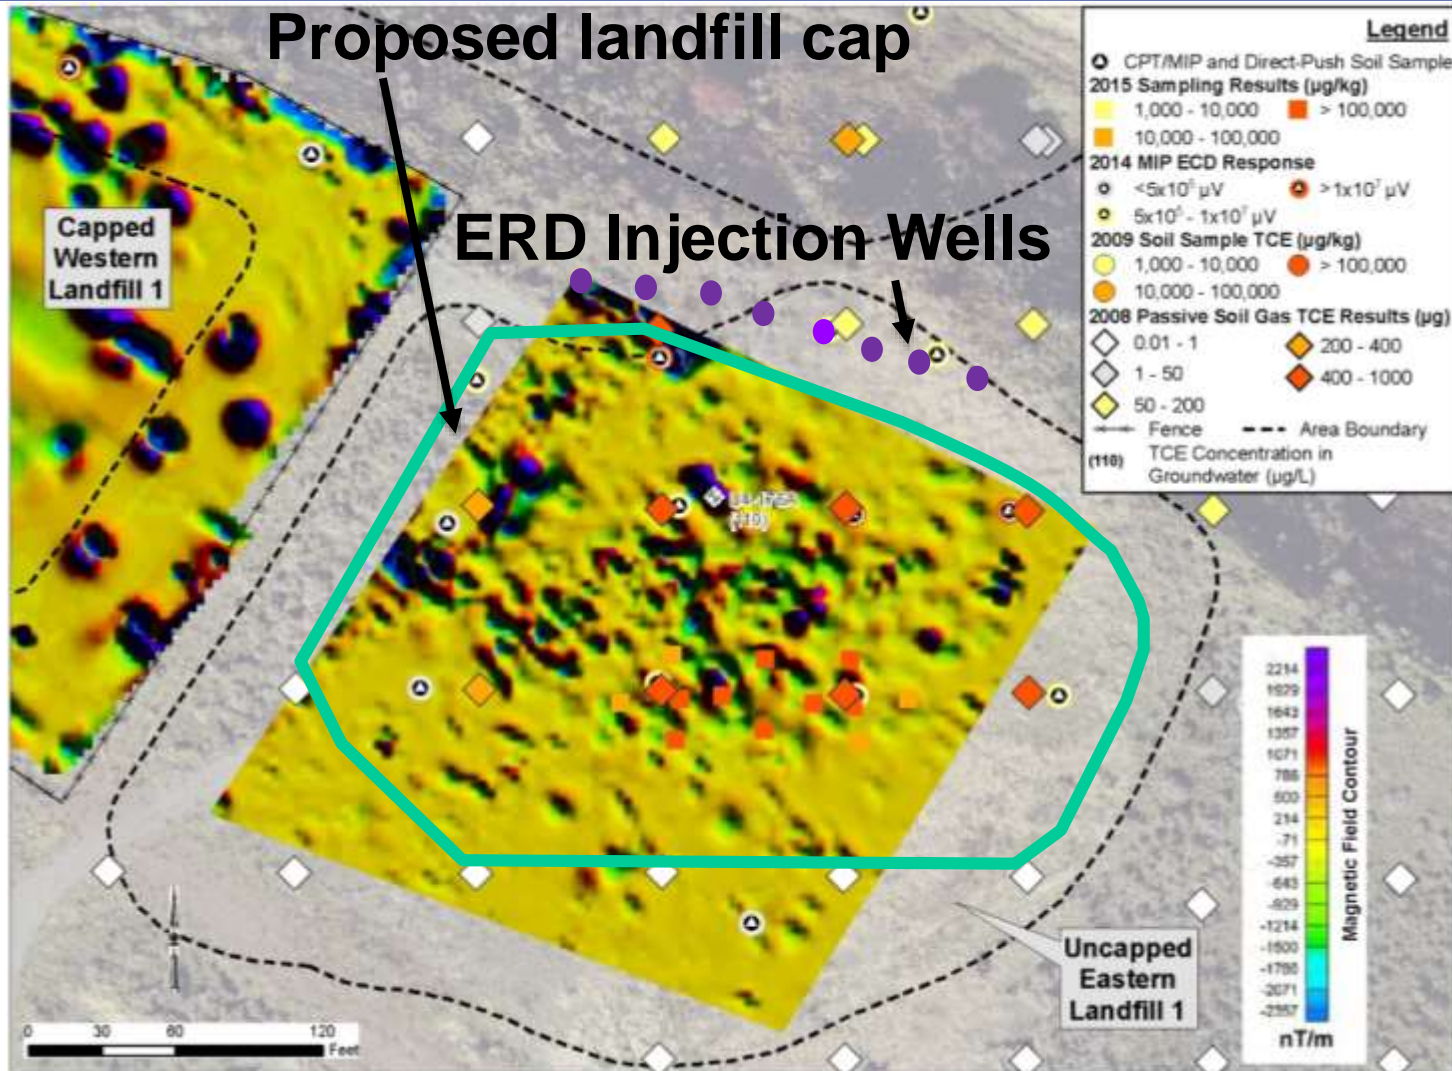 Proposed landfill cap
ERD Injection Wells
Capped
Western
Landfill 1
(110)
Uncapped
Eastern
Landfill 1
0 30 60 120
Feet
Legend
CPT/MIP and Direct-Push Soil Sample
2015 Sampling Results (µg/kg)
1,000 - 10,000 > 100,000
10,000 - 100,000
2014 MIP ECD Response
<5x10⁶ µV >1x10⁷ µV
5x10⁶ - 1x10⁷ µV
2009 Soil Sample TCE (µg/kg)
1,000 - 10,000 > 100,000
10,000 - 100,000
2008 Passive Soil Gas TCE Results (µg)
0.01 - 1 200 - 400
1 - 50 400 - 1000
50 - 200
Fence Area Boundary
(110) TCE Concentration in
Groundwater (µg/L)
2214
1929
1643
1357
1071
786
500
214
-71
-357
-643
-929
-1214
-1500
-1786
-2071
-2357
nT/m
Magnetic Field Contour